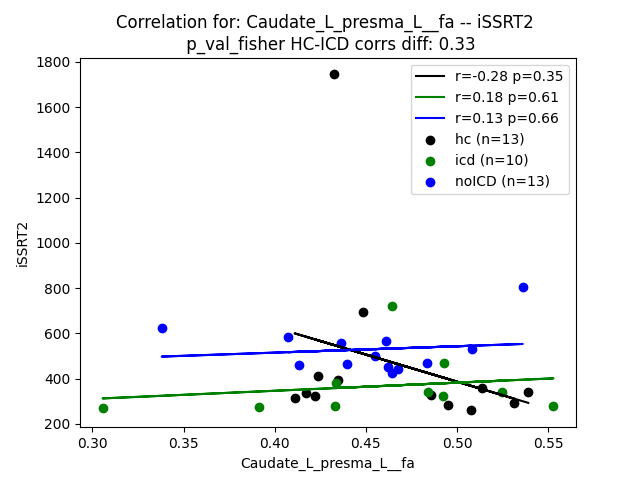 Correlation for: Caudate_L_presma_L__fa -- iSSRT2
p_val_fisher HC-ICD corrs diff: 0.33
1800
1600
1400
1200
1000
800
600
400
200
iSSRT2
r=-0.28 p=0.35
r=0.18 p=0.61
r=0.13 p=0.66
hc (n=13)
icd (n=10)
noICD (n=13)
0.30 0.35 0.40 0.45 0.50 0.55
Caudate_L_presma_L__fa